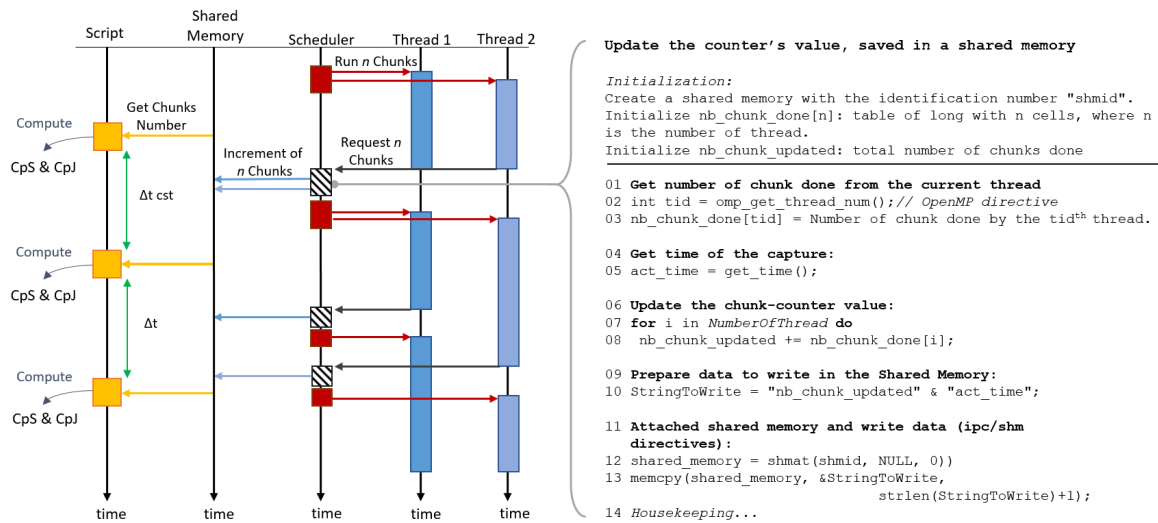 Script
Shared
Memory
Scheduler
Thread 1
Thread 2
Run n Chunks
Get Chunks
Number
Compute
CpS & CpJ
Increment of
n Chunks
Request n
Chunks
Δt cst
Compute
CpS & CpJ
Δt
Compute
CpS & CpJ
time
time
time
time
time
Update the counter's value, saved in a shared memory
Initialization:
Create a shared memory with the identification number "shmid".
Initialize nb_chunk_done[n]: table of long with n cells, where n
is the number of thread.
Initialize nb_chunk_updated: total number of chunks done
01 Get number of chunk done from the current thread
02 int tid = omp_get_thread_num();// OpenMP directive
03 nb_chunk_done[tid] = Number of chunk done by the tidth thread.
04 Get time of the capture:
05 act_time = get_time();
06 Update the chunk-counter value:
07 for i in NumberOfThread do
08 nb_chunk_updated += nb_chunk_done[i];
09 Prepare data to write in the Shared Memory:
10 StringToWrite = "nb_chunk_updated" & "act_time";
11 Attached shared memory and write data (ipc/shm
directives):
12 shared_memory = shmat(shmid, NULL, 0))
13 memcpy(shared_memory, &StringToWrite,
strlen(StringToWrite)+1);
14 Housekeeping...